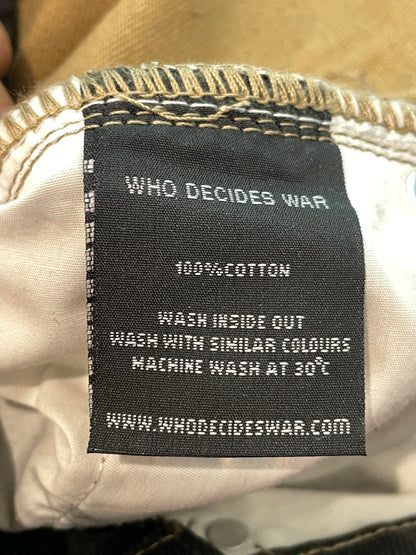 WHO DECIDES WAR
100%COTTON
WASH INSIDE OUT
WASH WITH SIMILAR COLOURS
MACHINE WASH AT 30°C
WWW.WHODECIDESWAR.COM